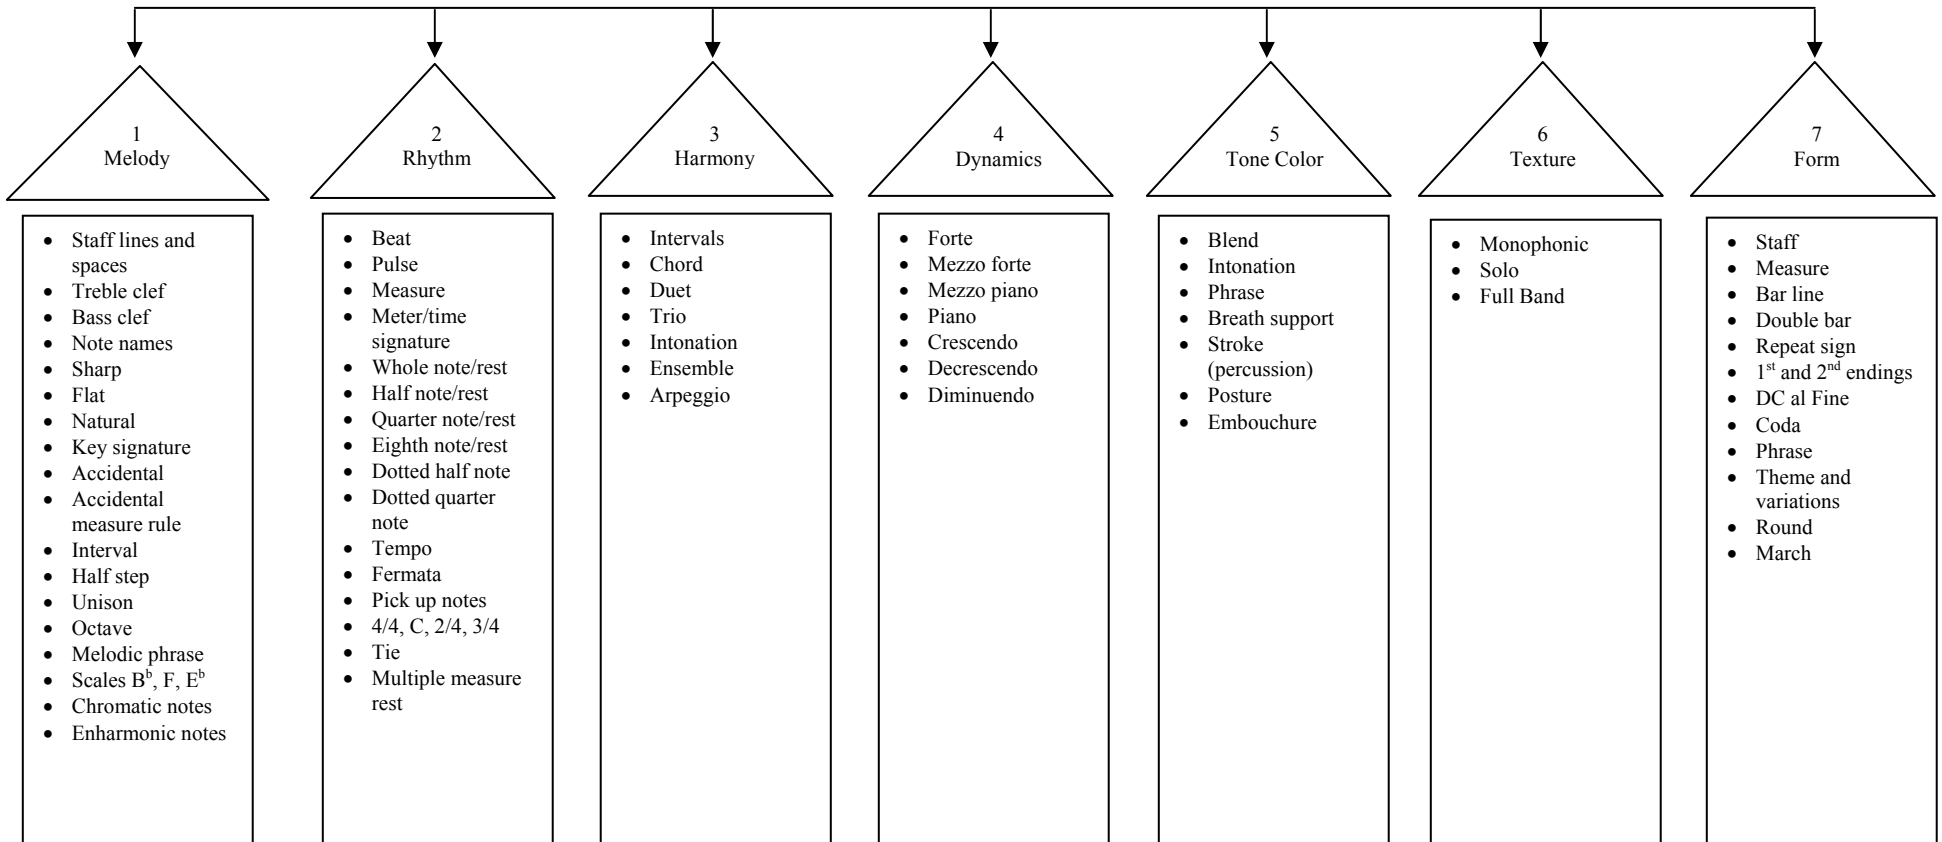 1
Melody
2
Rhythm
3
Harmony
4
Dynamics
5
Tone Color
6
Texture
7
Form
• Staff lines and
spaces
• Treble clef
• Bass clef
• Note names
• Sharp
• Flat
• Natural
• Key signature
• Accidental
• Accidental
measure rule
• Interval
• Half step
• Unison
• Octave
• Melodic phrase
• Scales Bᵇ, F, Eᵇ
• Chromatic notes
• Enharmonic notes
• Beat
• Pulse
• Measure
• Meter/time
signature
• Whole note/rest
• Half note/rest
• Quarter note/rest
• Eighth note/rest
• Dotted half note
• Dotted quarter
note
• Tempo
• Fermata
• Pick up notes
• 4/4, C, 2/4, 3/4
• Tie
• Multiple measure
rest
• Intervals
• Chord
• Duet
• Trio
• Intonation
• Ensemble
• Arpeggio
• Forte
• Mezzo forte
• Mezzo piano
• Piano
• Crescendo
• Decrescendo
• Diminuendo
• Blend
• Intonation
• Phrase
• Breath support
• Stroke
(percussion)
• Posture
• Embouchure
• Monophonic
• Solo
• Full Band
• Staff
• Measure
• Bar line
• Double bar
• Repeat sign
• 1ˢᵗ and 2ⁿᵈ endings
• DC al Fine
• Coda
• Phrase
• Theme and
variations
• Round
• March